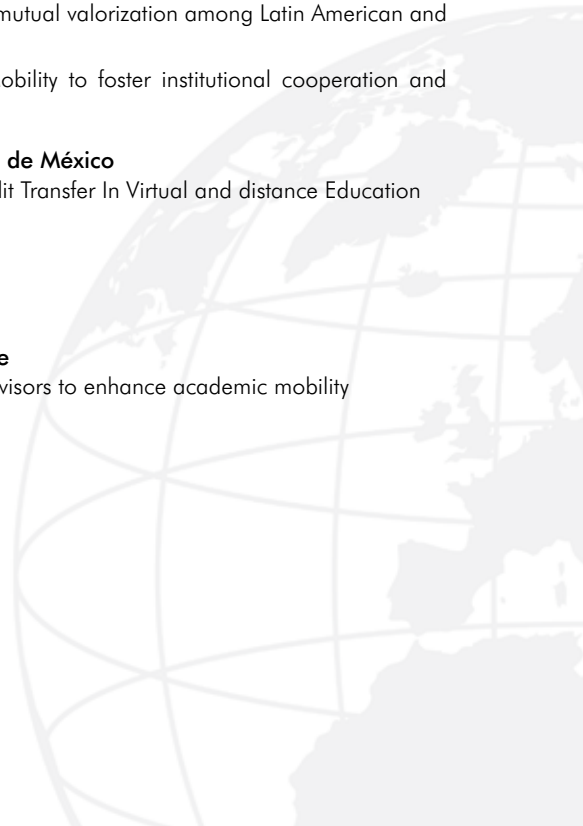 mutual valorization among Latin American and
obility to foster institutional cooperation and
de México
dit Transfer In Virtual and distance Education
e
visors to enhance academic mobility